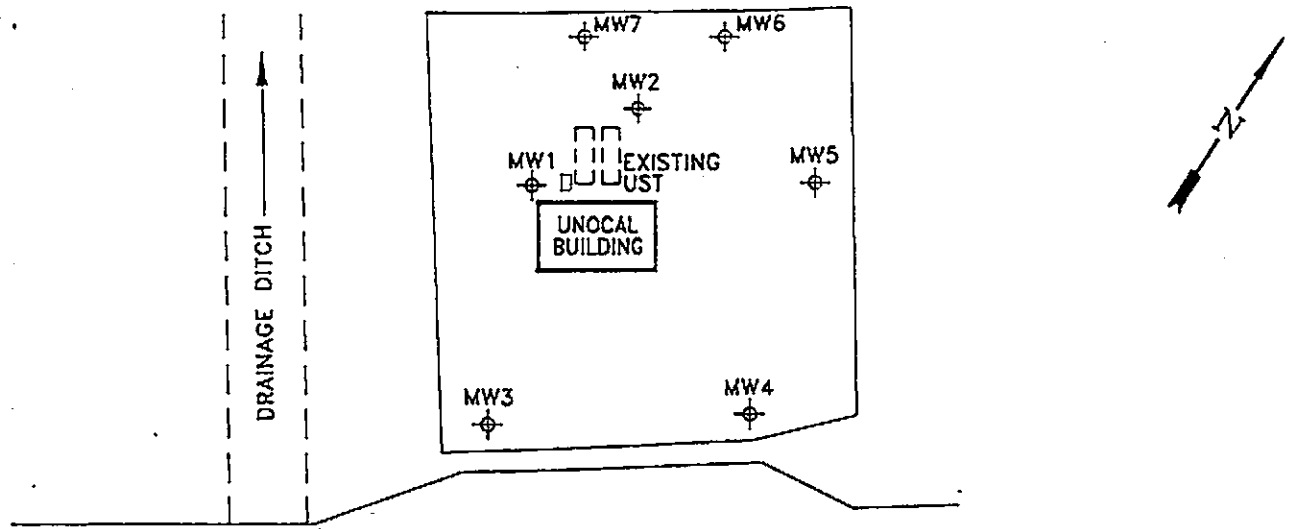 MW7
MW6
MW2
MW1
EXISTING
UST
MW5
UNOCAL
BUILDING
DRAINAGE DITCH
MW3
MW4
N